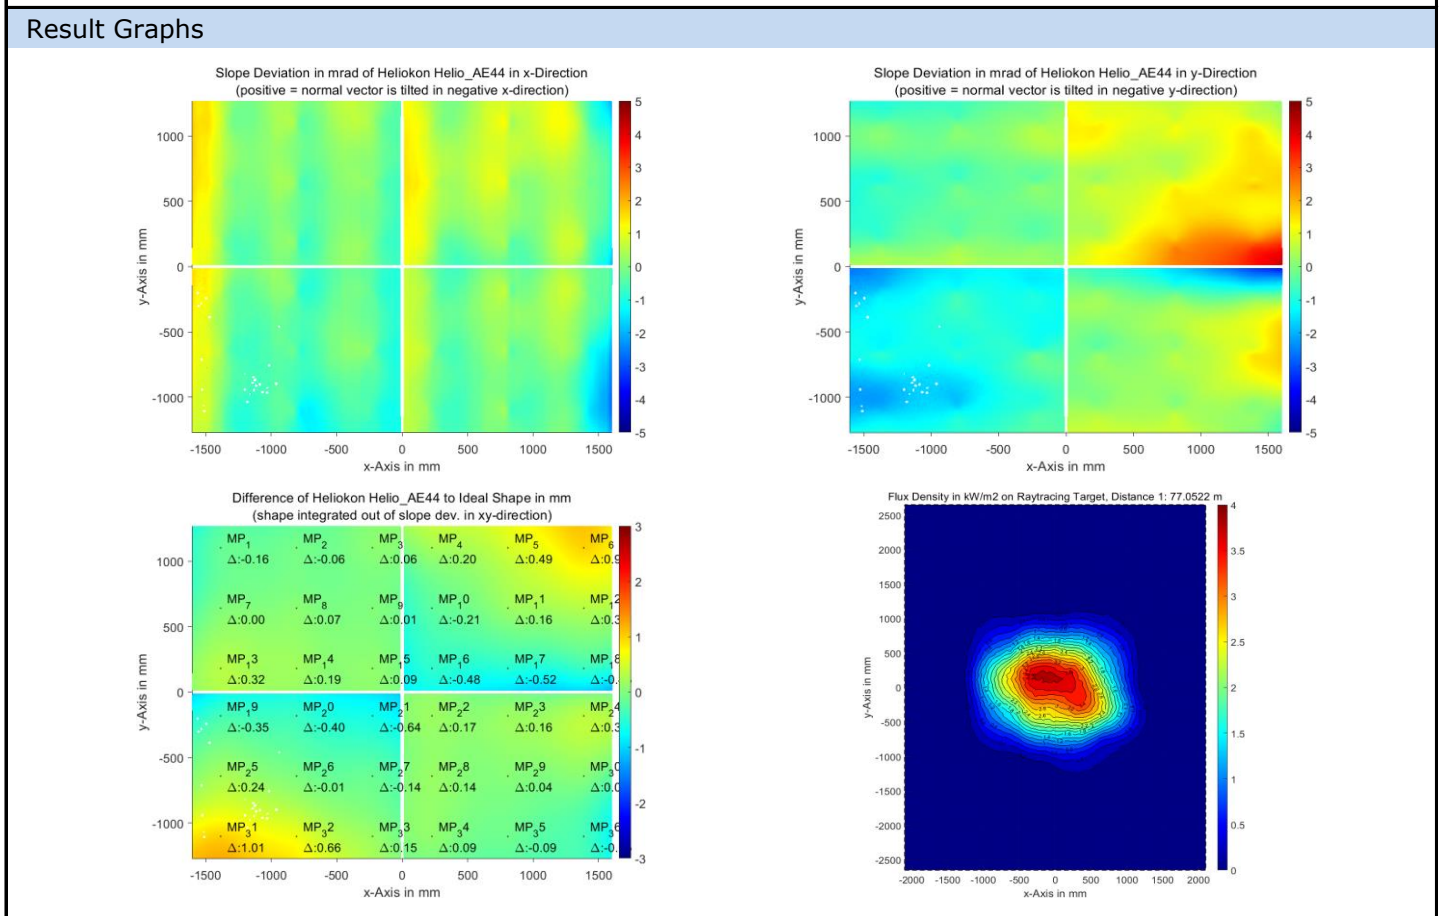 Result Graphs
Slope Deviation in mrad of Heliokon Helio_AE44 in x-Direction
(positive = normal vector is tilted in negative x-direction)
1000
500
0
-500
-1000
y-Axis in mm
-1500 -1000 -500 0 500 1000 1500
x-Axis in mm
5
4
3
2
1
0
-1
-2
-3
-4
-5
Slope Deviation in mrad of Heliokon Helio_AE44 in y-Direction
(positive = normal vector is tilted in negative y-direction)
1000
500
0
-500
-1000
y-Axis in mm
-1500 -1000 -500 0 500 1000 1500
x-Axis in mm
5
4
3
2
1
0
-1
-2
-3
-4
-5
Difference of Heliokon Helio_AE44 to Ideal Shape in mm
(shape integrated out of slope dev. in xy-direction)
1000
500
0
-500
-1000
y-Axis in mm
MP1 MP2 MP3 MP4 MP5 MP6
Δ:-0.16 Δ:-0.06 Δ:0.06 Δ:0.20 Δ:0.49 Δ:0.9
MP7 MP8 MP9 MP10 MP11 MP12
Δ:0.00 Δ:0.07 Δ:0.01 Δ:-0.21 Δ:0.16 Δ:0.3
MP13 MP14 MP15 MP16 MP17 MP18
Δ:0.32 Δ:0.19 Δ:0.09 Δ:-0.48 Δ:-0.52 Δ:-0.
MP19 MP20 MP21 MP22 MP23 MP24
Δ:-0.35 Δ:-0.40 Δ:-0.64 Δ:0.17 Δ:0.16 Δ:0.3
MP25 MP26 MP27 MP28 MP29 MP30
Δ:0.24 Δ:-0.01 Δ:-0.14 Δ:0.14 Δ:0.04 Δ:0.0
MP31 MP32 MP33 MP34 MP35 MP36
Δ:1.01 Δ:0.66 Δ:0.15 Δ:0.09 Δ:-0.09 Δ:-0.
-1500 -1000 -500 0 500 1000 1500
x-Axis in mm
3
2
1
0
-1
-2
-3
Flux Density in kW/m2 on Raytracing Target, Distance 1: 77.0522 m
2500
2000
1500
1000
500
0
-500
-1000
-1500
-2000
-2500
y-Axis in mm
-2000 -1500 -1000 -500 0 500 1000 1500 2000
x-Axis in mm
4
3.5
3
2.5
2
1.5
1
0.5
0